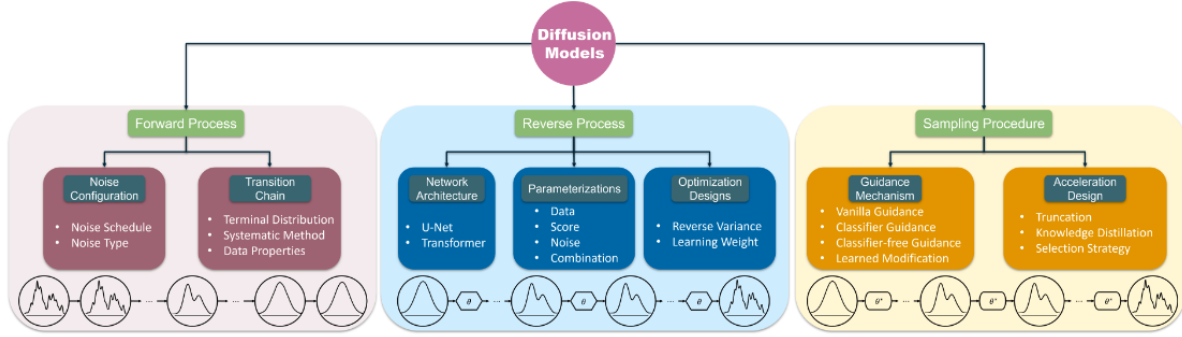 Diffusion
Models
Forward Process
Noise
Configuration
• Noise Schedule
• Noise Type
Transition
Chain
• Terminal Distribution
• Systematic Method
• Data Properties
...
...
Reverse Process
Network
Architecture
• U-Net
• Transformer
Parameterizations
• Data
• Score
• Noise
• Combination
Optimization
Designs
• Reverse Variance
• Learning Weight
θ
...
θ
...
θ
Sampling Procedure
Guidance
Mechanism
• Vanilla Guidance
• Classifier Guidance
• Classifier-free Guidance
• Learned Modification
Acceleration
Design
• Truncation
• Knowledge Distillation
• Selection Strategy
θ*
...
θ*
...
θ*